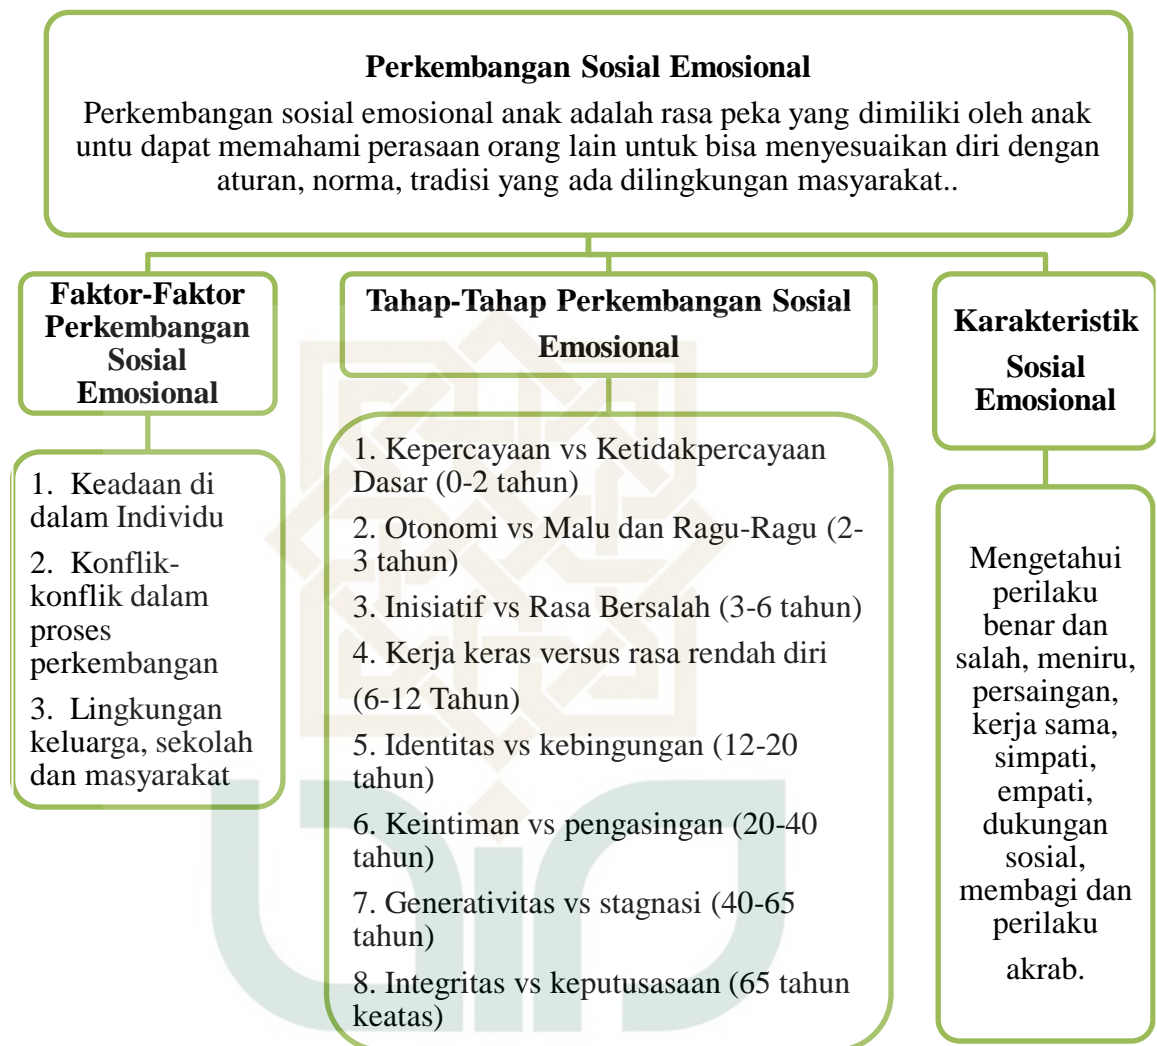 Perkembangan Sosial Emosional
Perkembangan sosial emosional anak adalah rasa peka yang dimiliki oleh anak
untu dapat memahami perasaan orang lain untuk bisa menyesuaikan diri dengan
aturan, norma, tradisi yang ada dilingkungan masyarakat..
Faktor-Faktor
Perkembangan
Sosial
Emosional
1. Keadaan di
dalam Individu
2. Konflik-
konflik dalam
proses
perkembangan
3. Lingkungan
keluarga, sekolah
dan masyarakat
Tahap-Tahap Perkembangan Sosial
Emosional
1. Kepercayaan vs Ketidakpercayaan
Dasar (0-2 tahun)
2. Otonomi vs Malu dan Ragu-Ragu (2-
3 tahun)
3. Inisiatif vs Rasa Bersalah (3-6 tahun)
4. Kerja keras versus rasa rendah diri
(6-12 Tahun)
5. Identitas vs kebingungan (12-20
tahun)
6. Keintiman vs pengasingan (20-40
tahun)
7. Generativitas vs stagnasi (40-65
tahun)
8. Integritas vs keputusasaan (65 tahun
keatas)
Karakteristik
Sosial
Emosional
Mengetahui
perilaku
benar dan
salah, meniru,
persaingan,
kerja sama,
simpati,
empati,
dukungan
sosial,
membagi dan
perilaku
akrab.